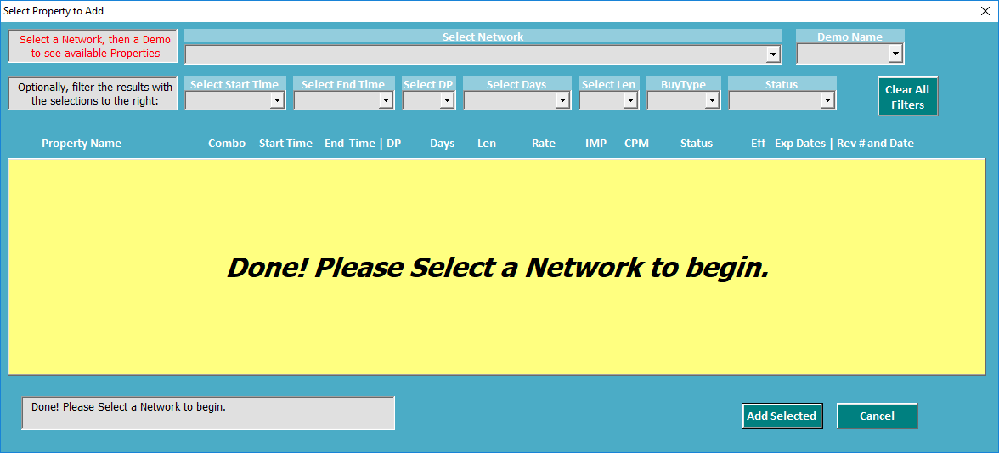 Select Property to Add
Select a Network, then a Demo
to see available Properties
Select Network
Demo Name
Optionally, filter the results with
the selections to the right:
Select Start Time
Select End Time
Select DP
Select Days
Select Len
BuyType
Status
Clear All
Filters
Property Name Combo - Start Time - End Time | DP -- Days -- Len Rate IMP CPM Status Eff - Exp Dates | Rev # and Date
Done! Please Select a Network to begin.
Done! Please Select a Network to begin.
Add Selected
Cancel